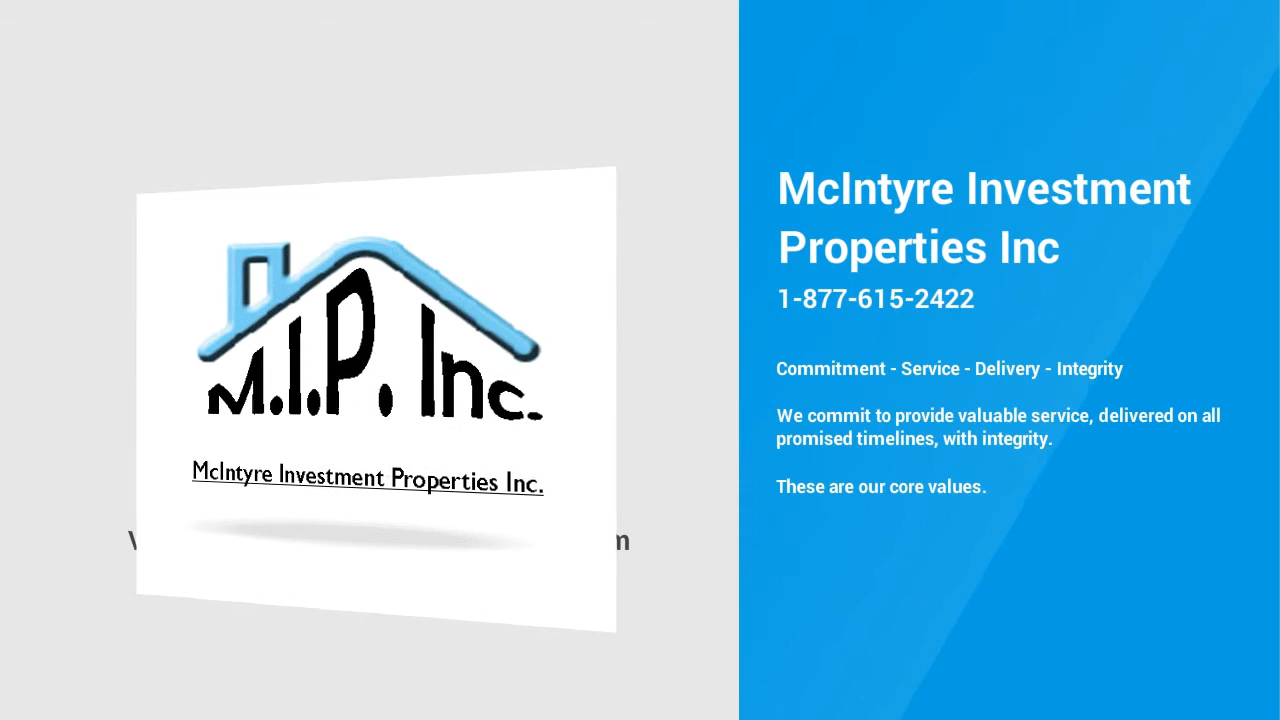 M.I.P. Inc.
McIntyre Investment Properties Inc.
McIntyre Investment
Properties Inc
1-877-615-2422
Commitment - Service - Delivery - Integrity
We commit to provide valuable service, delivered on all
promised timelines, with integrity.
These are our core values.